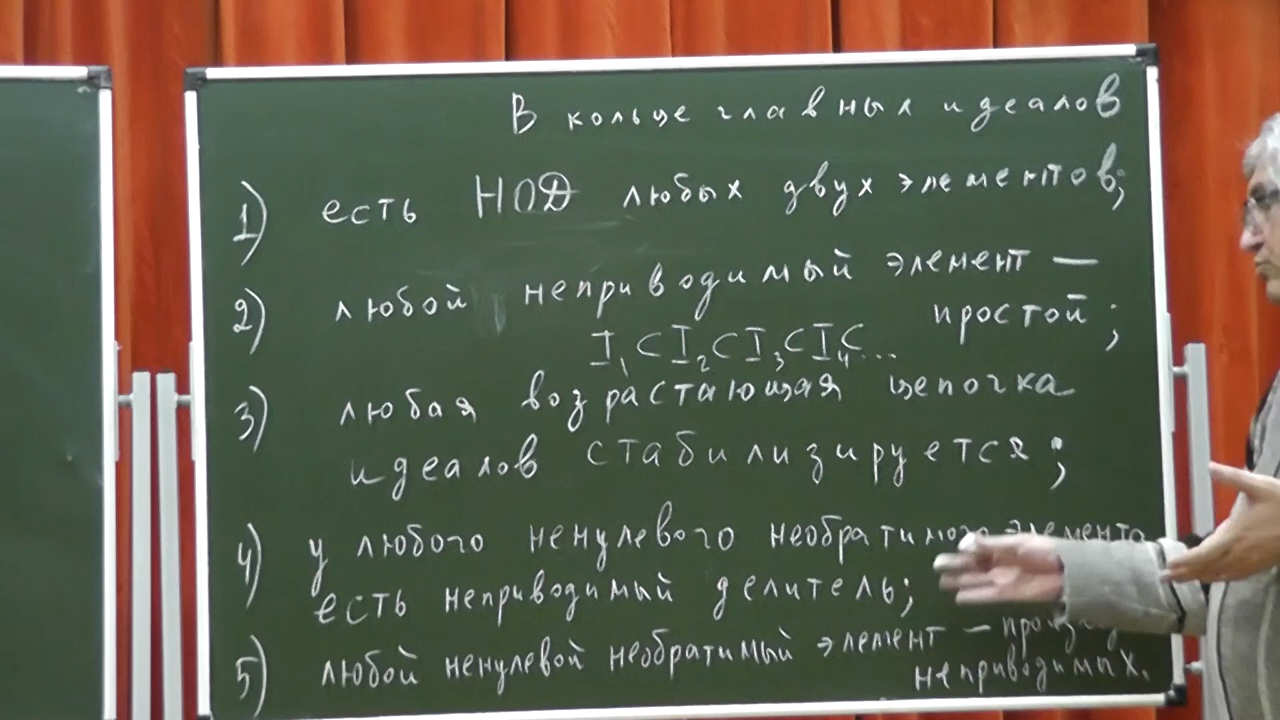 В кольце главных идеалов
1) есть НОД любых двух элементов;
2) любой неприводимый элемент —
простой;
I₁ ⊂ I₂ ⊂ I₃ ⊂ I₄ ⊂ ...
3) любая возрастающая цепочка
идеалов стабилизируется;
4) у любого ненулевого необратимого элемента
есть неприводимый делитель;
5) любой ненулевой необратимый элемент —
неприводимых.